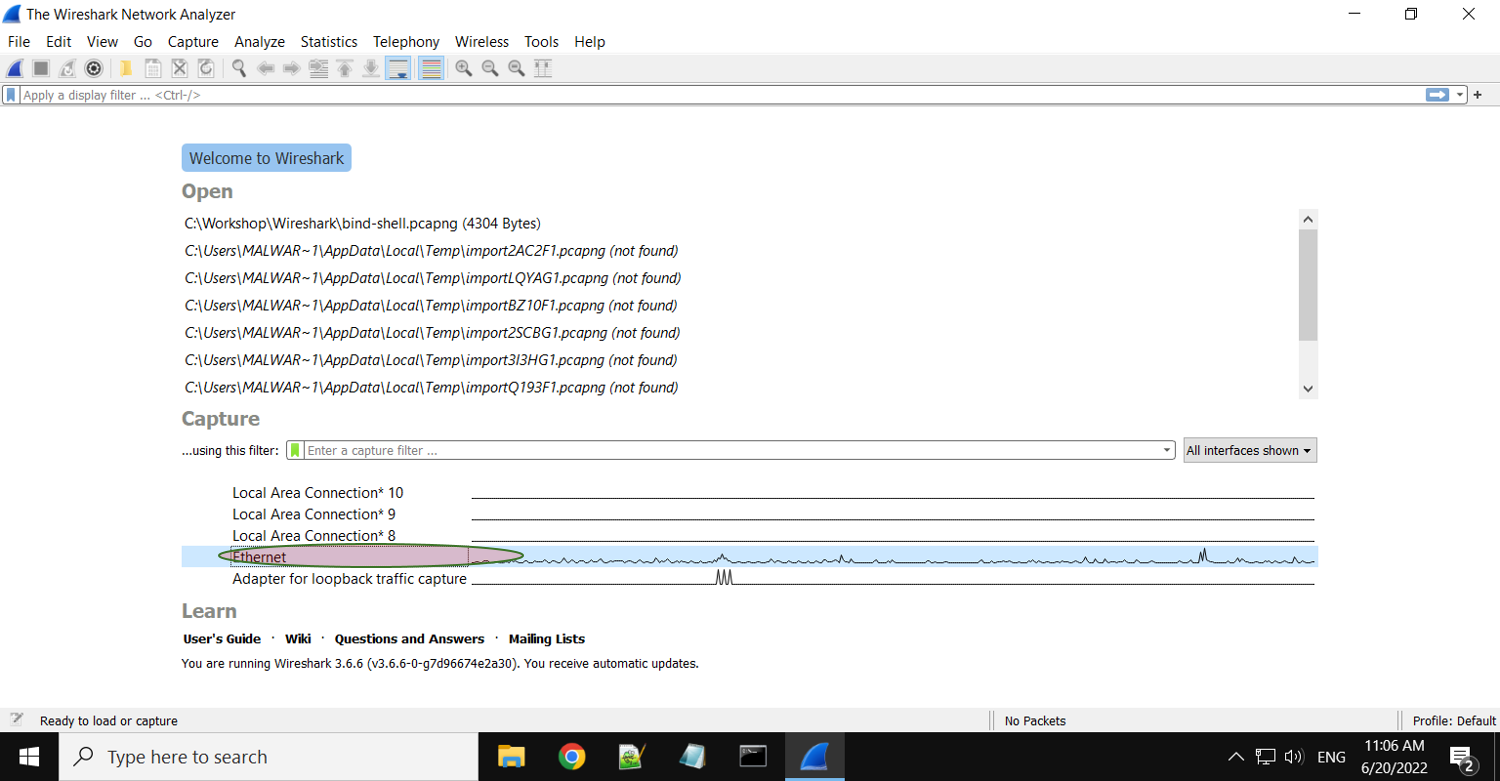 The Wireshark Network Analyzer
File Edit View Go Capture Analyze Statistics Telephony Wireless Tools Help
Apply a display filter ... <Ctrl-/>
Welcome to Wireshark
Open
C:\Workshop\Wireshark\bind-shell.pcapng (4304 Bytes)
C:\Users\MALWAR~1\AppData\Local\Temp\import2AC2F1.pcapng (not found)
C:\Users\MALWAR~1\AppData\Local\Temp\importLQYAG1.pcapng (not found)
C:\Users\MALWAR~1\AppData\Local\Temp\importBZ10F1.pcapng (not found)
C:\Users\MALWAR~1\AppData\Local\Temp\import2SCBG1.pcapng (not found)
C:\Users\MALWAR~1\AppData\Local\Temp\import3I3HG1.pcapng (not found)
C:\Users\MALWAR~1\AppData\Local\Temp\importQ193F1.pcapng (not found)
Capture
...using this filter: Enter a capture filter ... All interfaces shown
Local Area Connection* 10
Local Area Connection* 9
Local Area Connection* 8
Ethernet
Adapter for loopback traffic capture
Learn
User's Guide · Wiki · Questions and Answers · Mailing Lists
You are running Wireshark 3.6.6 (v3.6.6-0-g7d96674e2a30). You receive automatic updates.
Ready to load or capture No Packets Profile: Default
Type here to search
ENG
11:06 AM
6/20/2022
2